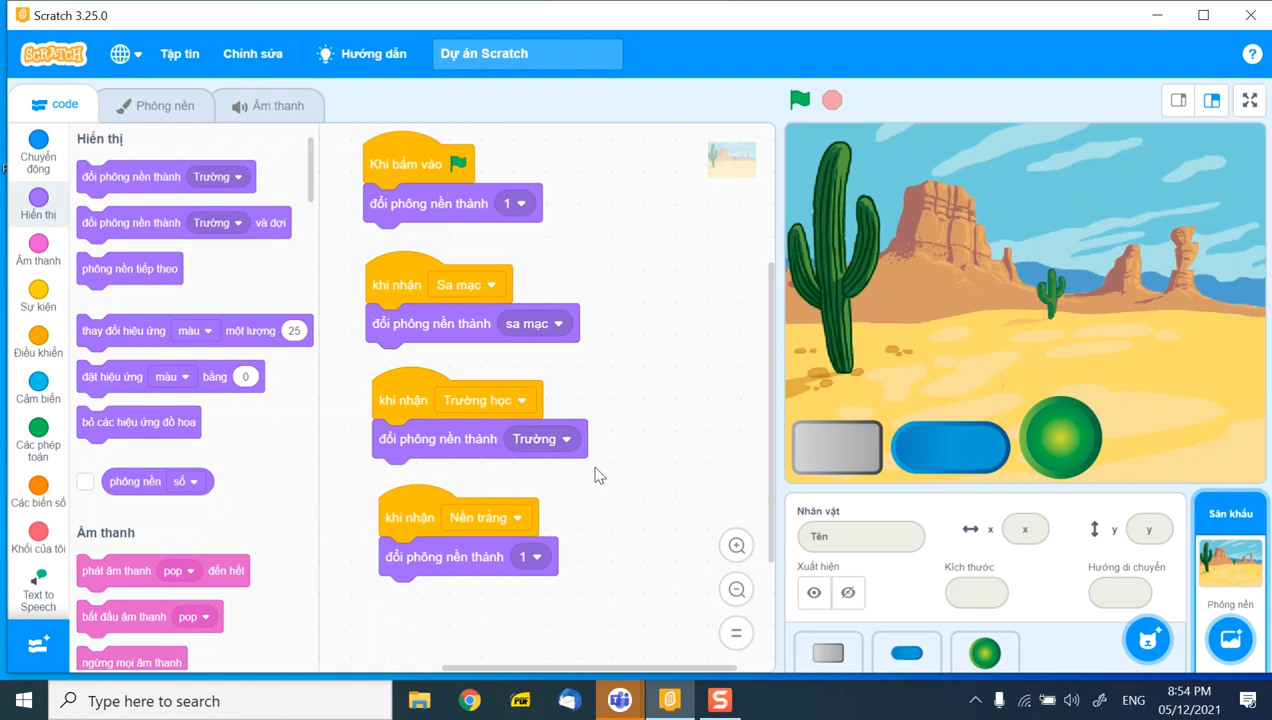 Scratch 3.25.0
SCRATCH
Tập tin
Chỉnh sửa
Hướng dẫn
Dự án Scratch
?
code
Phông nền
Âm thanh
Chuyển động
Hiển thị
Âm thanh
Sự kiện
Điều khiển
Cảm biến
Các phép toán
Các biến số
Khối của tôi
Text to Speech
Hiển thị
đổi phông nền thành Trường
đổi phông nền thành Trường và đợi
phông nền tiếp theo
thay đổi hiệu ứng màu một lượng 25
đặt hiệu ứng màu bằng 0
bỏ các hiệu ứng đồ họa
phông nền số
Âm thanh
phát âm thanh pop đến hết
bắt đầu âm thanh pop
ngừng mọi âm thanh
Khi bấm vào
đổi phông nền thành 1
khi nhận Sa mạc
đổi phông nền thành sa mạc
khi nhận Trường học
đổi phông nền thành Trường
khi nhận Nền trắng
đổi phông nền thành 1
Nhân vật
Tên
x x
y y
Xuất hiện
Kích thước
Hướng di chuyển
Sân khấu
Phông nền
Type here to search
PDF
S
ENG
8:54 PM
05/12/2021